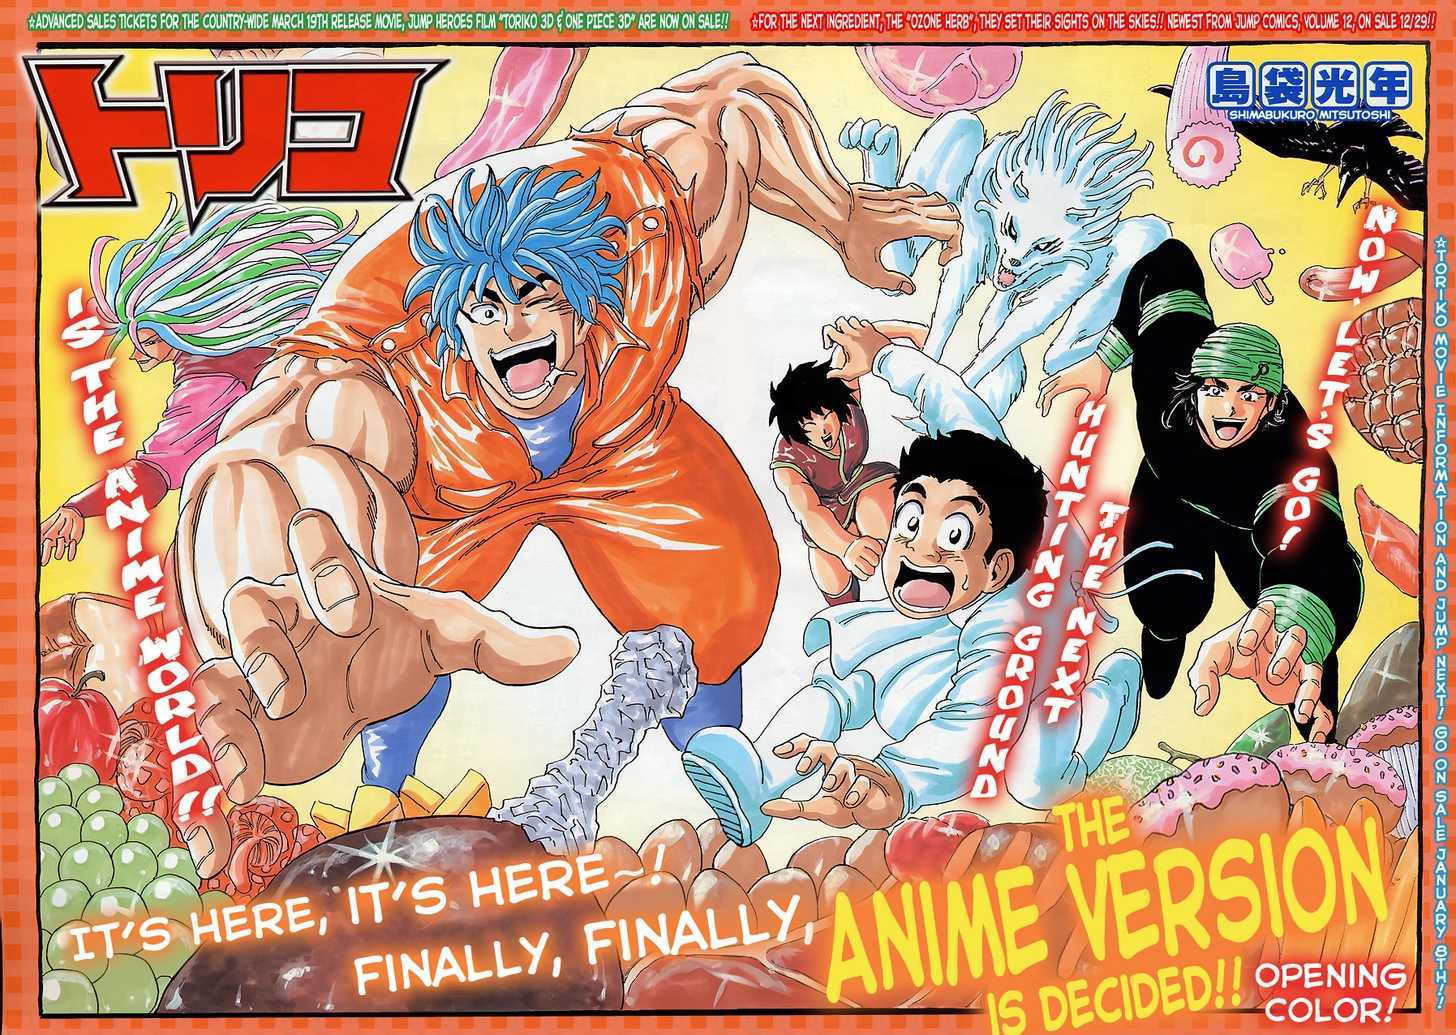 ☆ADVANCED SALES TICKETS FOR THE COUNTRY-WIDE MARCH 19TH RELEASE MOVIE, JUMP HEROES FILM "TORIKO 3D & ONE PIECE 3D" ARE NOW ON SALE!!
☆FOR THE NEXT INGREDIENT, THE "OZONE HERB", THEY SET THEIR SIGHTS ON THE SKIES!! NEWEST FROM JUMP COMICS, VOLUME 12, ON SALE 12/29!!
トリコ
島袋光年
SHIMABUKURO MITSUTOSHI
NOW, LET'S GO!
THE NEXT
HUNTING GROUND
IS THE ANIME WORLD!!
☆TORIKO MOVIE INFORMATION AND JUMP NEXT! GO ON SALE JANUARY 8TH!!
P
IT'S HERE, IT'S HERE~!
FINALLY, FINALLY,
THE
ANIME VERSION
IS DECIDED!!
OPENING
COLOR!